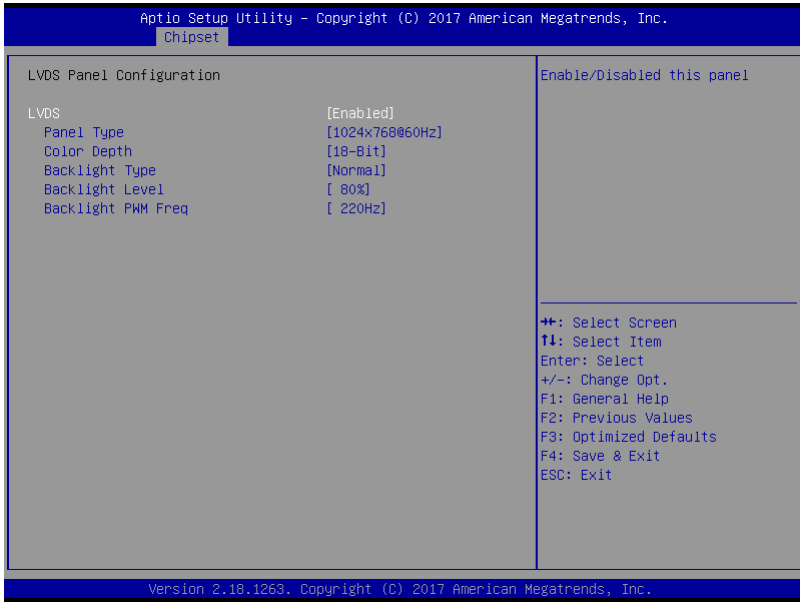 Aptio Setup Utility – Copyright (C) 2017 American Megatrends, Inc.
Chipset
LVDS Panel Configuration
LVDS [Enabled]
Panel Type [1024x768@60Hz]
Color Depth [18-Bit]
Backlight Type [Normal]
Backlight Level [ 80%]
Backlight PWM Freq [ 220Hz]
Enable/Disabled this panel
→←: Select Screen
↑↓: Select Item
Enter: Select
+/-: Change Opt.
F1: General Help
F2: Previous Values
F3: Optimized Defaults
F4: Save & Exit
ESC: Exit
Version 2.18.1263. Copyright (C) 2017 American Megatrends, Inc.